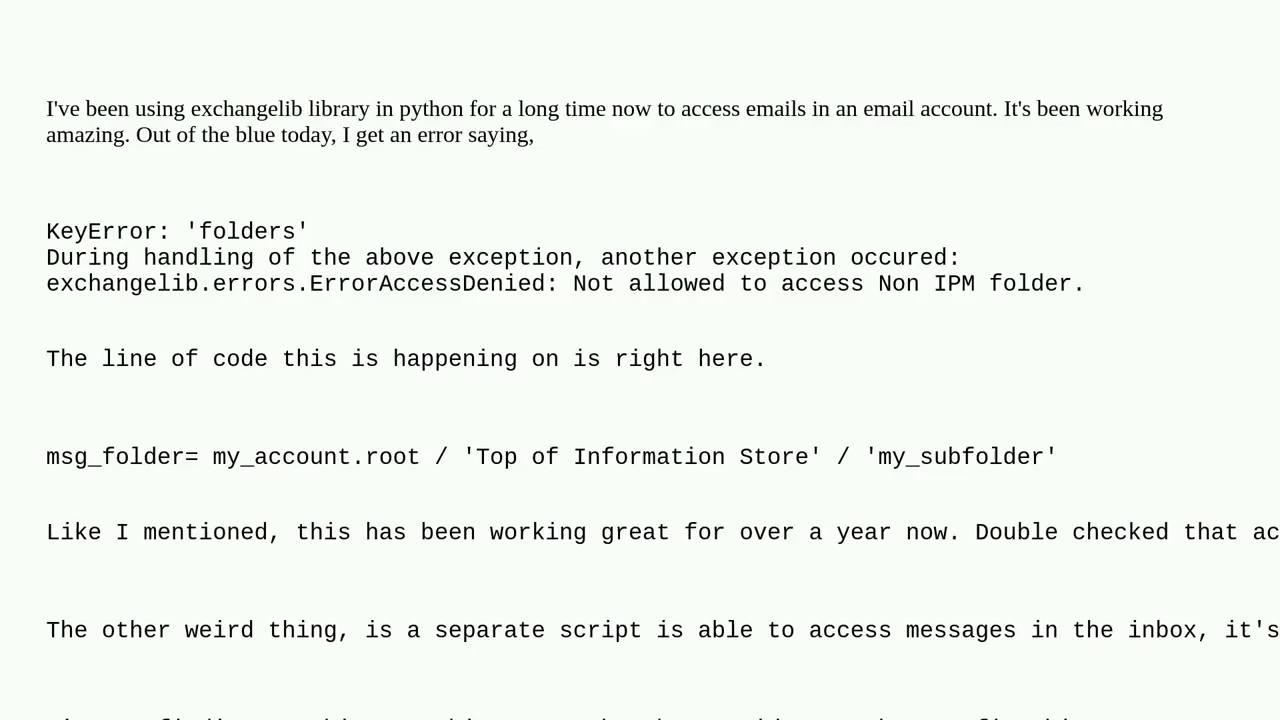 I've been using exchangelib library in python for a long time now to access emails in an email account. It's been working
amazing. Out of the blue today, I get an error saying,
KeyError: 'folders'
During handling of the above exception, another exception occured:
exchangelib.errors.ErrorAccessDenied: Not allowed to access Non IPM folder.
The line of code this is happening on is right here.
msg_folder= my_account.root / 'Top of Information Store' / 'my_subfolder'
Like I mentioned, this has been working great for over a year now. Double checked that ac
The other weird thing, is a separate script is able to access messages in the inbox, it's